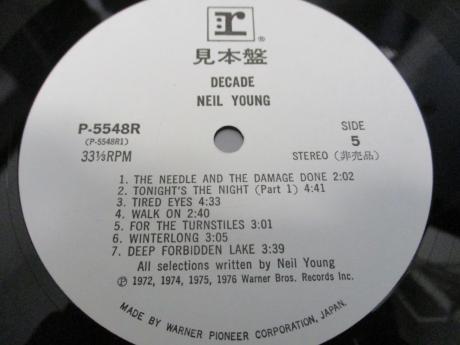 r
®
見本盤
DECADE
NEIL YOUNG
P-5548R
(P-5548R1)
33⅓RPM
SIDE
5
STEREO (非売品)
1. THE NEEDLE AND THE DAMAGE DONE 2:02
2. TONIGHT'S THE NIGHT (Part 1) 4:41
3. TIRED EYES 4:33
4. WALK ON 2:40
5. FOR THE TURNSTILES 3:01
6. WINTERLONG 3:05
7. DEEP FORBIDDEN LAKE 3:39
All selections written by Neil Young
℗ 1972, 1974, 1975, 1976 Warner Bros. Records Inc.
MADE BY WARNER PIONEER CORPORATION, JAPAN.